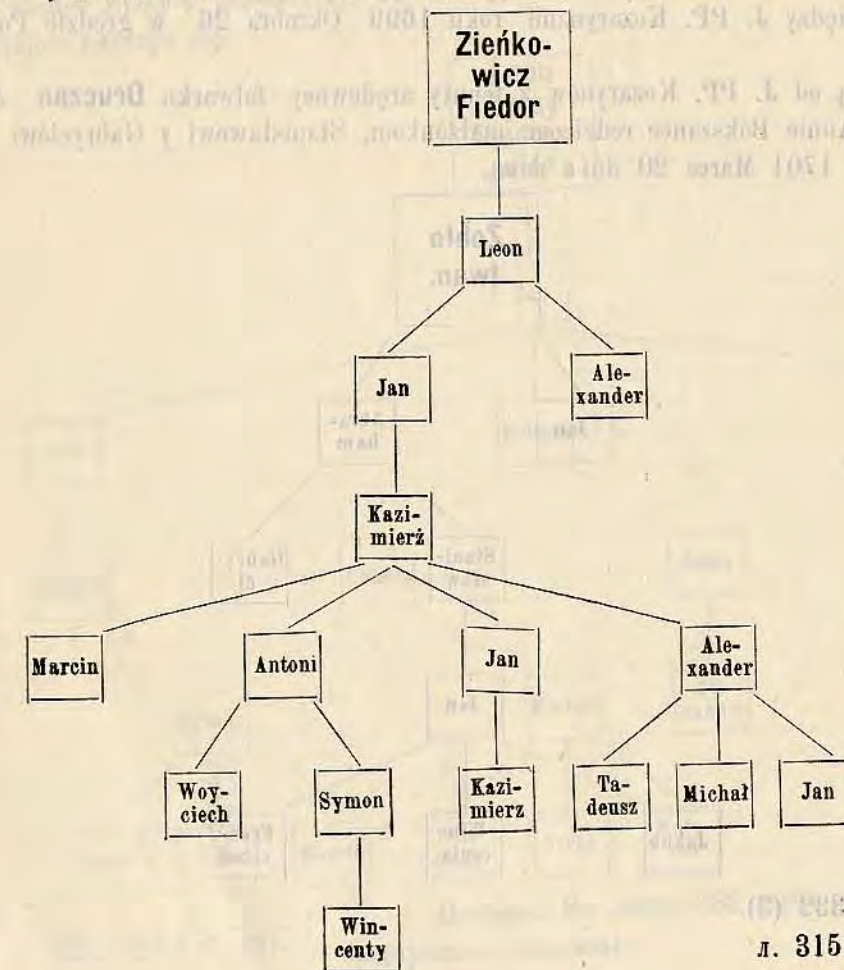 Zieńko-
wicz
Fiedor
Leon
Jan
Ale-
xander
Kazi-
mierż
Marcin
Antoni
Jan
Ale-
xander
Woy-
ciech
Symon
Kazi-
mierz
Ta-
deusz
Michał
Jan
Win-
centy
л. 315